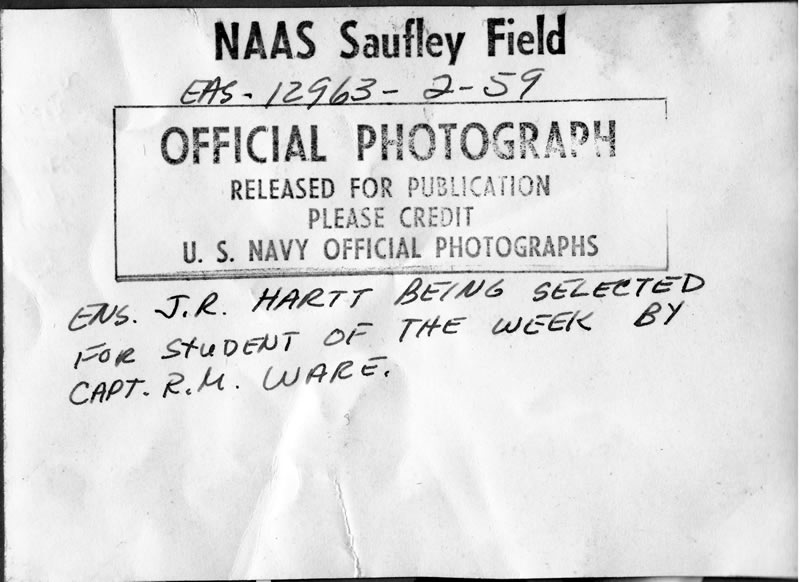 NAAS Saufley Field
EAS-12963-2-59
OFFICIAL PHOTOGRAPH
RELEASED FOR PUBLICATION
PLEASE CREDIT
U. S. NAVY OFFICIAL PHOTOGRAPHS
ENS. J.R. HARTT BEING SELECTED
FOR STUDENT OF THE WEEK BY
CAPT. R.M. WARE.